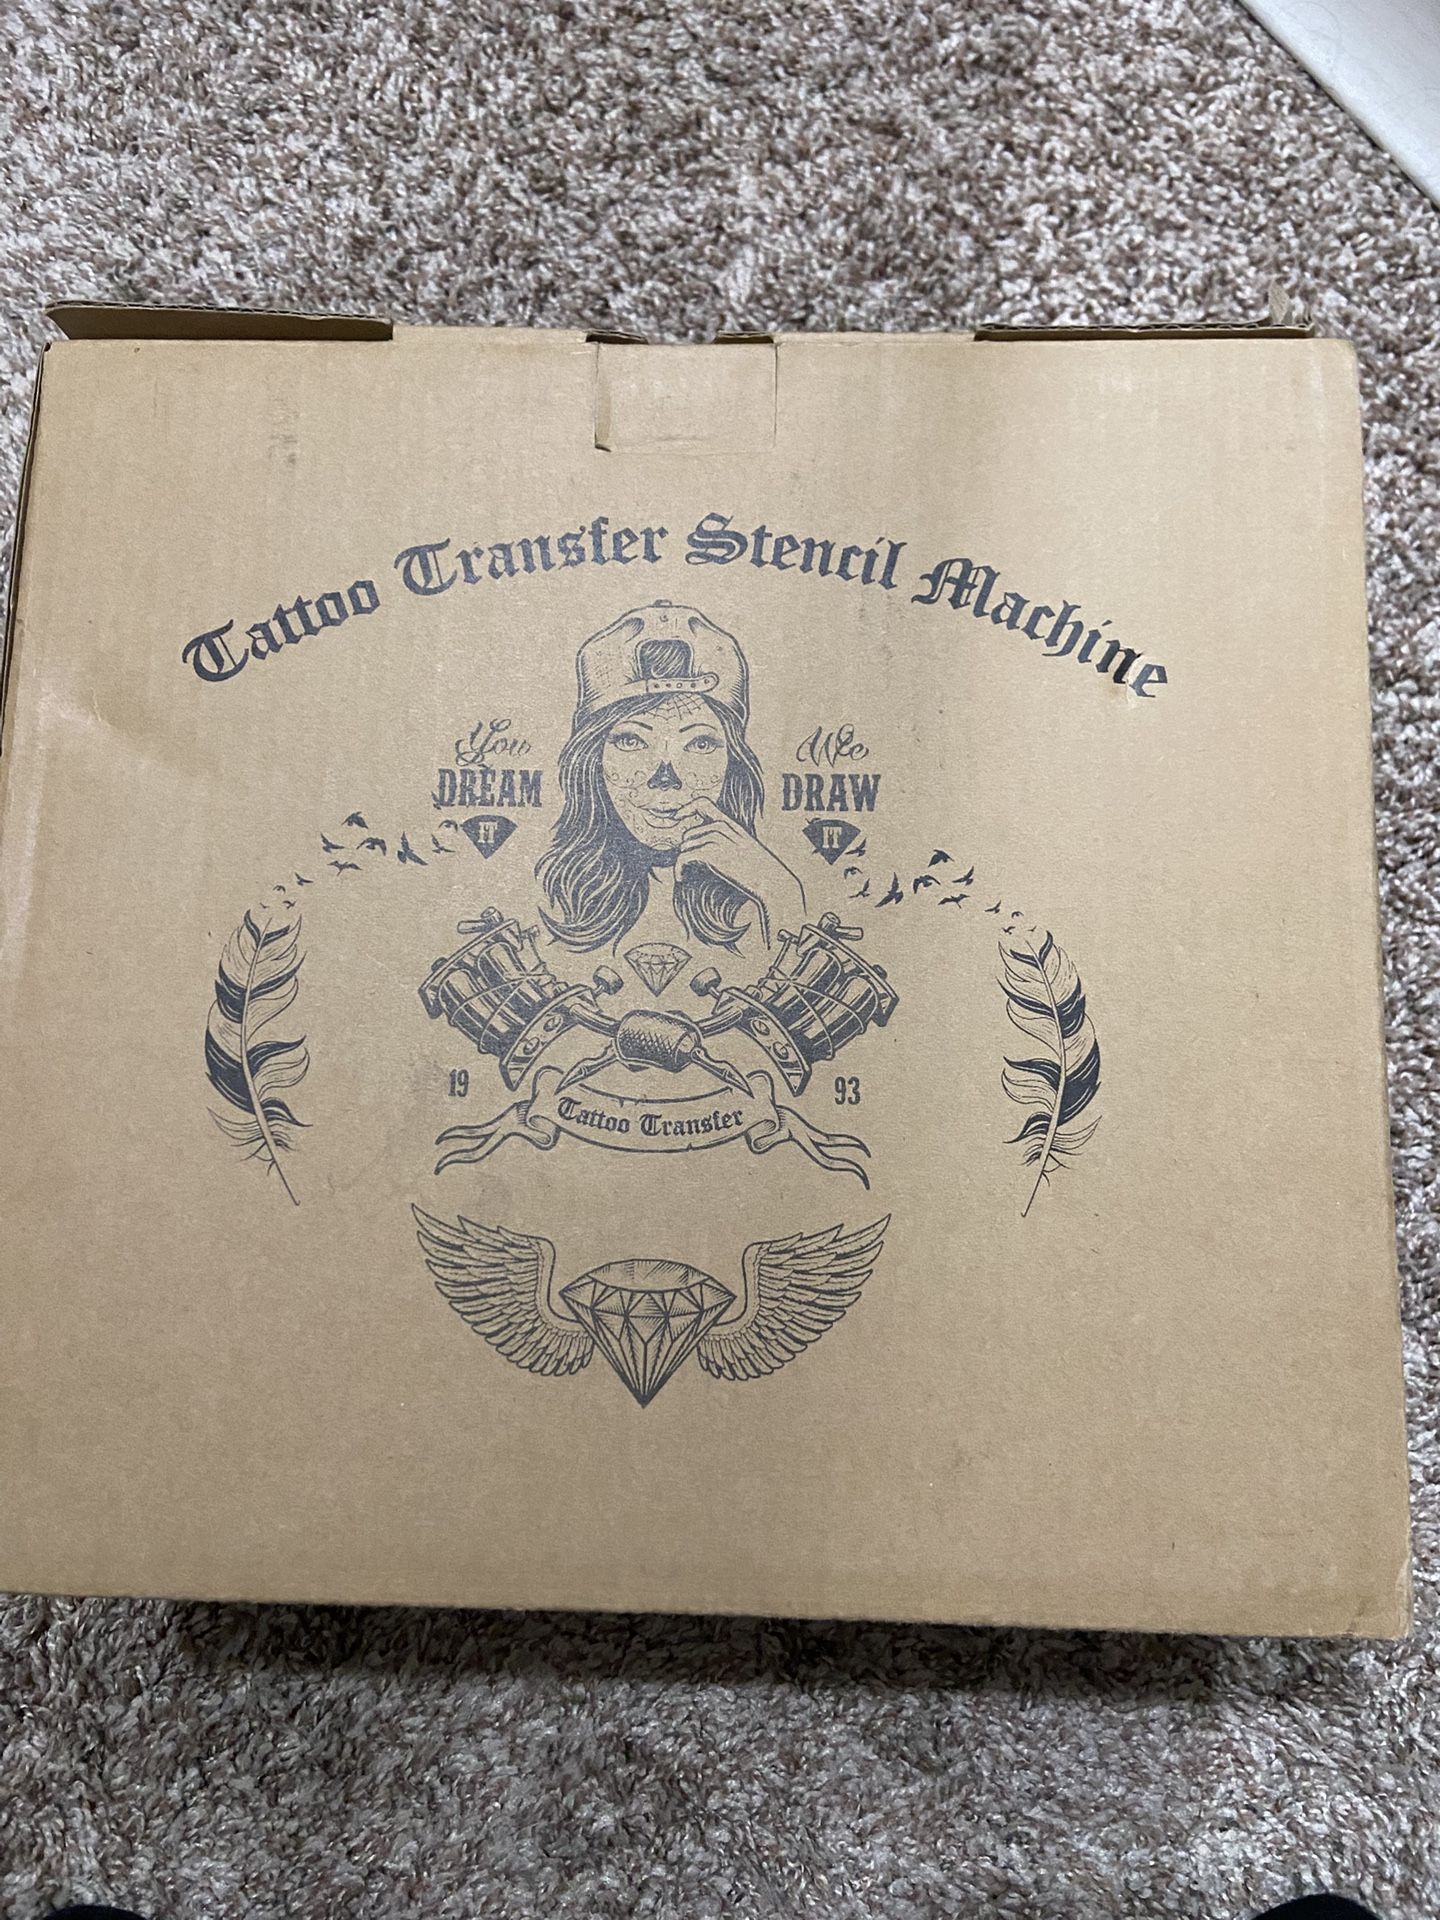 Tattoo Transfer Stencil Machine
You
DREAM
IT
We
DRAW
IT
19 93
Tattoo Transfer